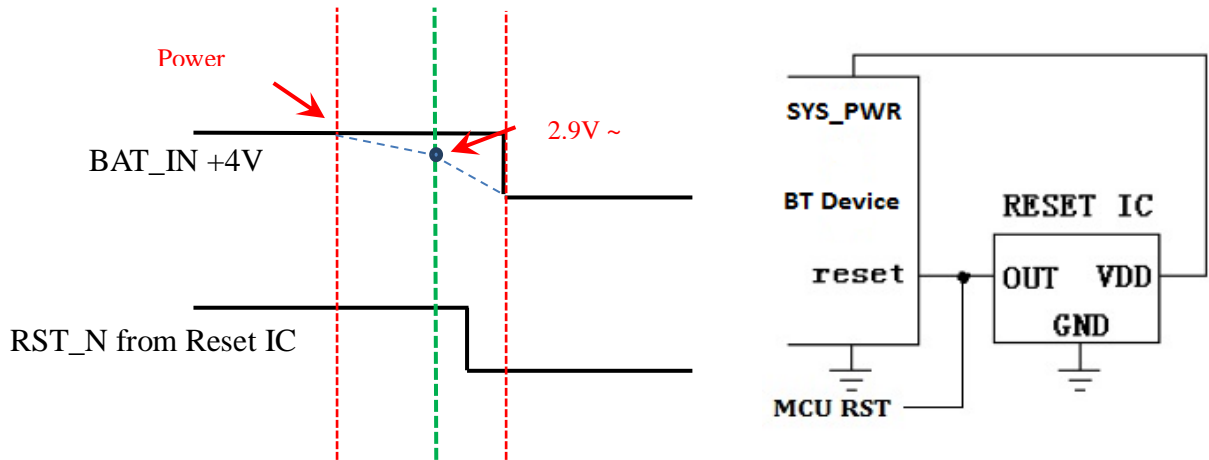 Power
2.9V ~
BAT_IN +4V
RST_N from Reset IC
SYS_PWR
BT Device
reset
RESET IC
OUT VDD
GND
MCU RST